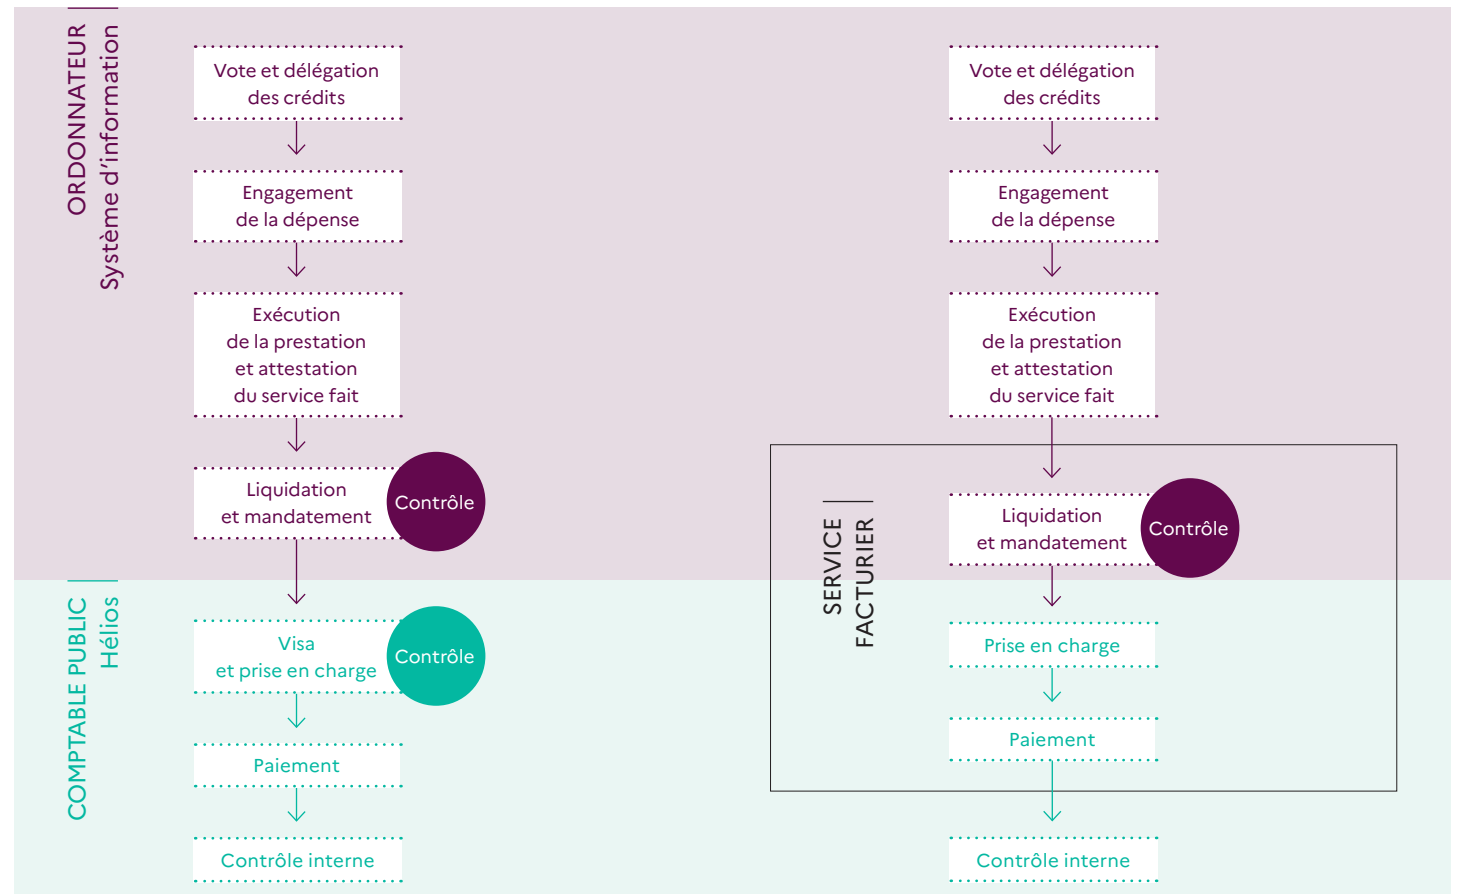 ORDONNATEUR
Système d'information
Vote et délégation
des crédits
Engagement
de la dépense
Exécution
de la prestation
et attestation
du service fait
Liquidation
et mandatement
Contrôle
COMPTABLE PUBLIC
Hélios
Visa
et prise en charge
Contrôle
Paiement
Contrôle interne
Vote et délégation
des crédits
Engagement
de la dépense
Exécution
de la prestation
et attestation
du service fait
SERVICE
FACTURIER
Liquidation
et mandatement
Contrôle
Prise en charge
Paiement
Contrôle interne